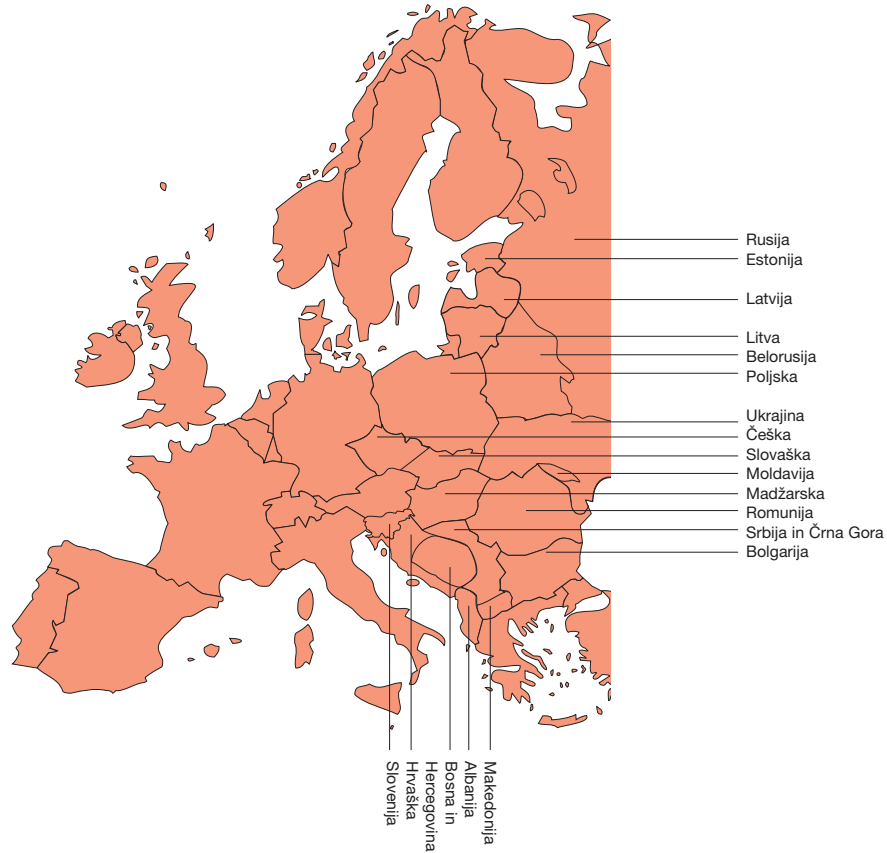 Rusija
Estonija
Latvija
Litva
Belorusija
Poljska
Ukrajina
Češka
Slovaška
Moldavija
Madžarska
Romunija
Srbija in Črna Gora
Bolgarija
Makedonija
Albanija
Bosna in
Hercegovina
Hrvaška
Slovenija